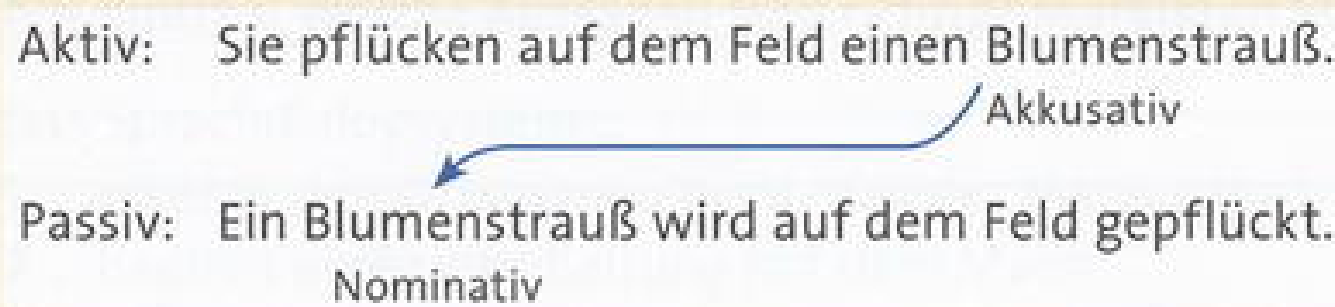 Aktiv: Sie pflücken auf dem Feld einen Blumenstrauß.
Akkusativ
Passiv: Ein Blumenstrauß wird auf dem Feld gepflückt.
Nominativ